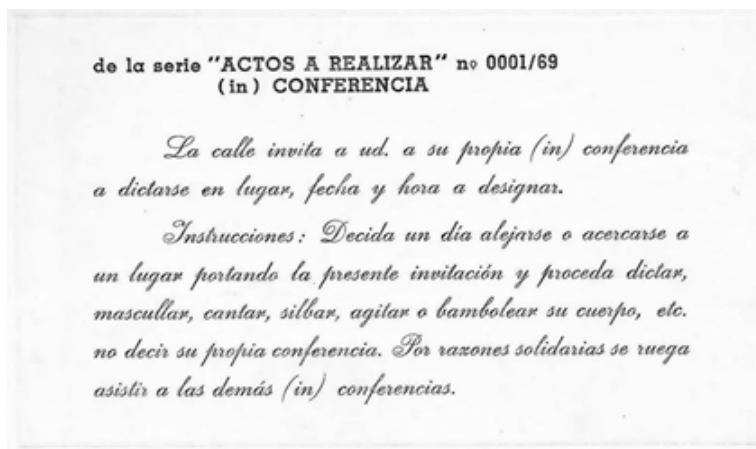 de la serie "ACTOS A REALIZAR" nº 0001/69
(in) CONFERENCIA
La calle invita a ud. a su propia (in) conferencia
a dictarse en lugar, fecha y hora a designar.
Instrucciones: Decida un día alejarse o acercarse a
un lugar portando la presente invitación y proceda dictar,
mascullar, cantar, silbar, agitar o bambolear su cuerpo, etc.
no decir su propia conferencia. Por razones solidarias se ruega
asistir a las demás (in) conferencias.